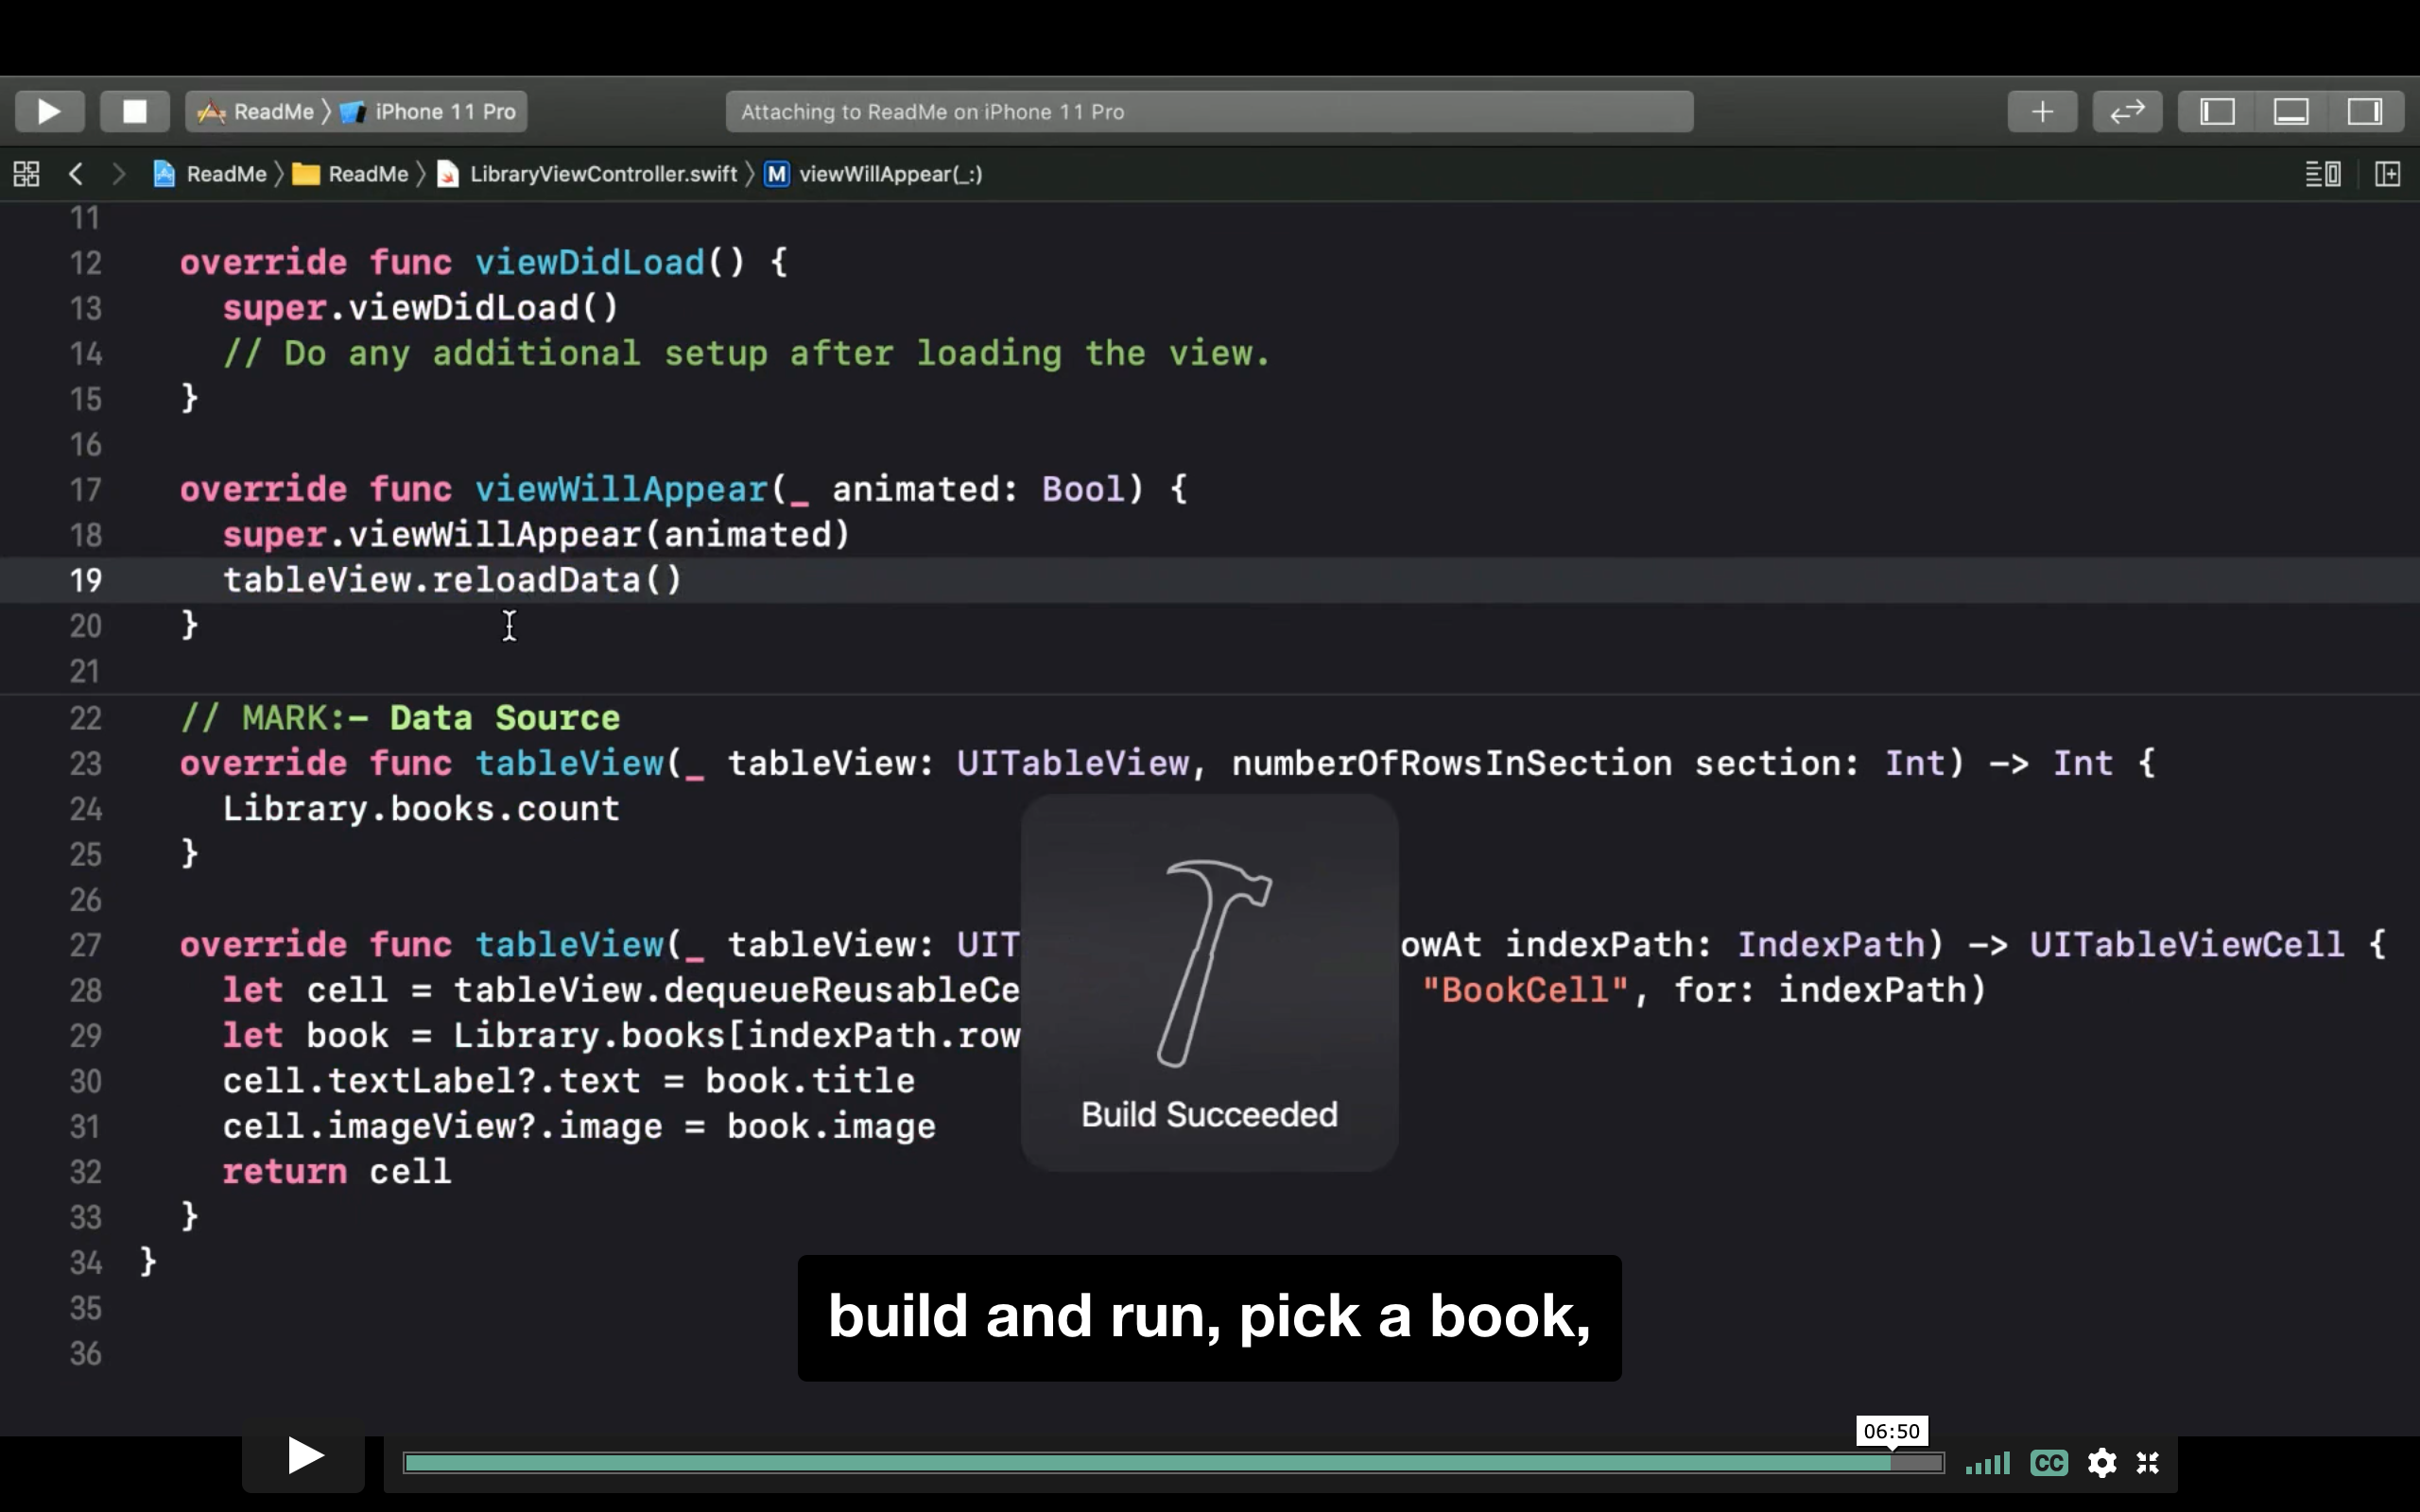 ReadMe 〉 iPhone 11 Pro
Attaching to ReadMe on iPhone 11 Pro
ReadMe 〉 ReadMe 〉 LibraryViewController.swift 〉 M viewWillAppear(_:)
11
12 override func viewDidLoad() {
13 super.viewDidLoad()
14 // Do any additional setup after loading the view.
15 }
16
17 override func viewWillAppear(_ animated: Bool) {
18 super.viewWillAppear(animated)
19 tableView.reloadData()
20 }
21
22 // MARK:- Data Source
23 override func tableView(_ tableView: UITableView, numberOfRowsInSection section: Int) -> Int {
24 Library.books.count
25 }
26
27 override func tableView(_ tableView: UIT owAt indexPath: IndexPath) -> UITableViewCell {
28 let cell = tableView.dequeueReusableCe "BookCell", for: indexPath)
29 let book = Library.books[indexPath.row
30 cell.textLabel?.text = book.title
31 cell.imageView?.image = book.image
32 return cell
33 }
34 }
35
36
Build Succeeded
build and run, pick a book,
06:50
CC